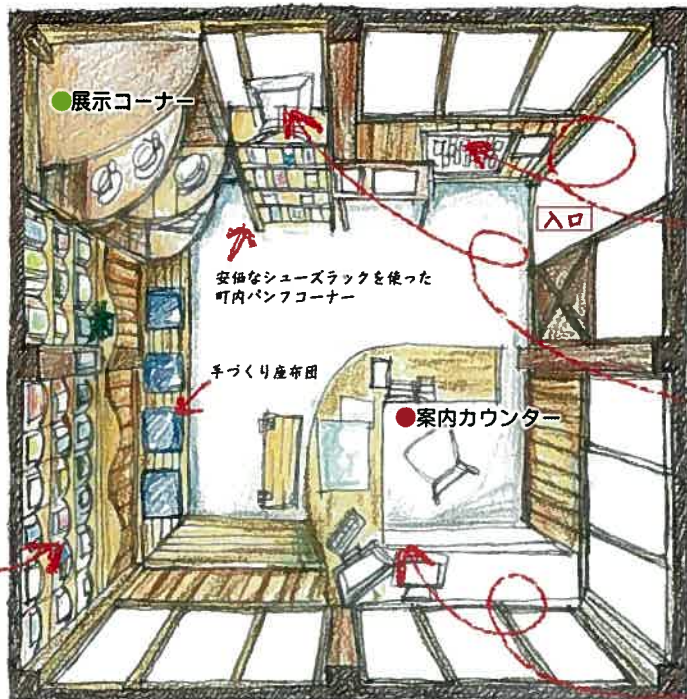 ●展示コーナー
入口
安価なシューズラックを使った
町内パンフコーナー
手づくり座布団
●案内カウンター